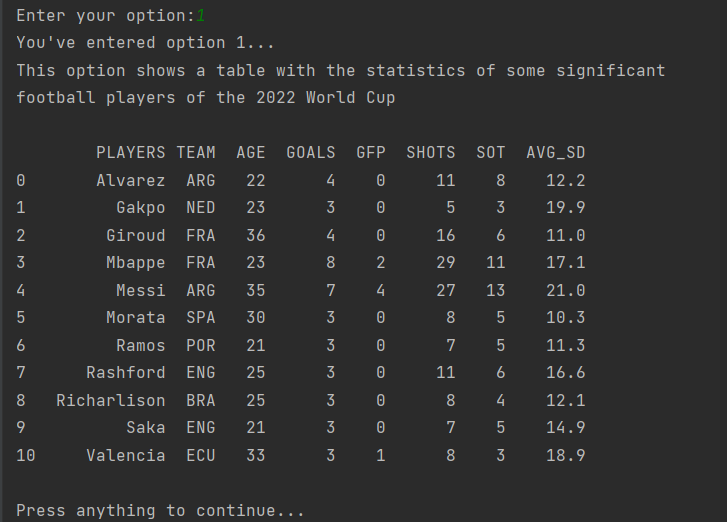 Enter your option:1
You've entered option 1...
This option shows a table with the statistics of some significant
football players of the 2022 World Cup
PLAYERS TEAM AGE GOALS GFP SHOTS SOT AVG_SD
0 Alvarez ARG 22 4 0 11 8 12.2
1 Gakpo NED 23 3 0 5 3 19.9
2 Giroud FRA 36 4 0 16 6 11.0
3 Mbappe FRA 23 8 2 29 11 17.1
4 Messi ARG 35 7 4 27 13 21.0
5 Morata SPA 30 3 0 8 5 10.3
6 Ramos POR 21 3 0 7 5 11.3
7 Rashford ENG 25 3 0 11 6 16.6
8 Richarlison BRA 25 3 0 8 4 12.1
9 Saka ENG 21 3 0 7 5 14.9
10 Valencia ECU 33 3 1 8 3 18.9
Press anything to continue...